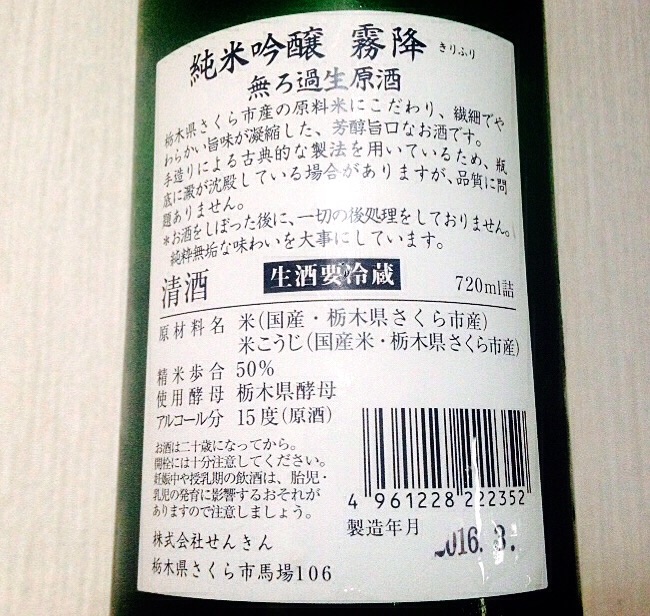 純米吟醸 霧降 きりふり
無ろ過生原酒
栃木県さくら市産の原料米にこだわり、繊細でや
わらかい旨味が凝縮した、芳醇旨口なお酒です。
手造りによる古典的な製法を用いているため、瓶
底に澱が沈殿している場合がありますが、品質に問
題ありません。
*お酒をしぼった後に、一切の後処理をしておりません。
純粋無垢な味わいを大事にしています。
清酒 生酒要冷蔵 720ml詰
原材料名 米(国産・栃木県さくら市産)
米こうじ(国産米・栃木県さくら市産)
精米歩合 50%
使用酵母 栃木県酵母
アルコール分 15度(原酒)
お酒は二十歳になってから。
開栓には十分注意してください。
妊娠中や授乳期の飲酒は、胎児・
乳児の発育に影響するおそれが
ありますので注意しましょう。
4 961228 222352
製造年月 2016. 3.
株式会社せんきん
栃木県さくら市馬場106